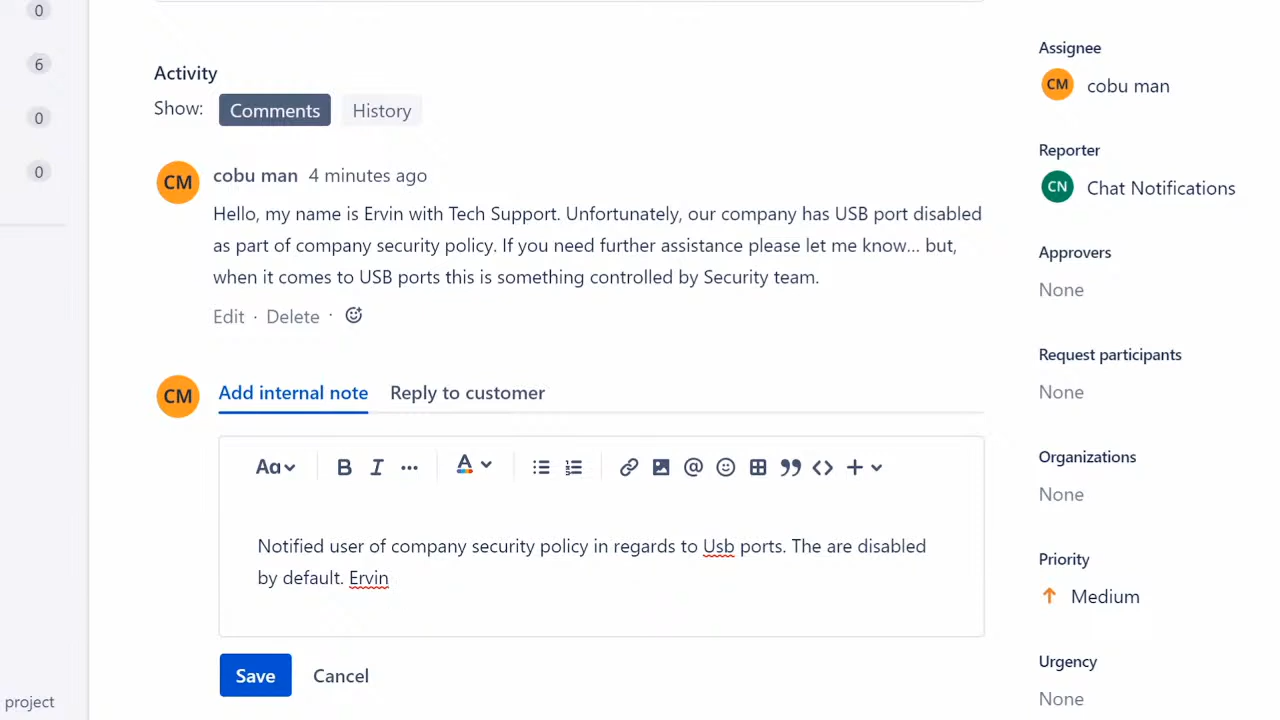 0
6
0
0
project
Activity
Show: Comments History
CM cobu man 4 minutes ago
Hello, my name is Ervin with Tech Support. Unfortunately, our company has USB port disabled
as part of company security policy. If you need further assistance please let me know... but,
when it comes to USB ports this is something controlled by Security team.
Edit · Delete ·
CM Add internal note Reply to customer
Aa B I ... A
Notified user of company security policy in regards to Usb ports. The are disabled
by default. Ervin
Save Cancel
Assignee
CM cobu man
Reporter
CN Chat Notifications
Approvers
None
Request participants
None
Organizations
None
Priority
Medium
Urgency
None